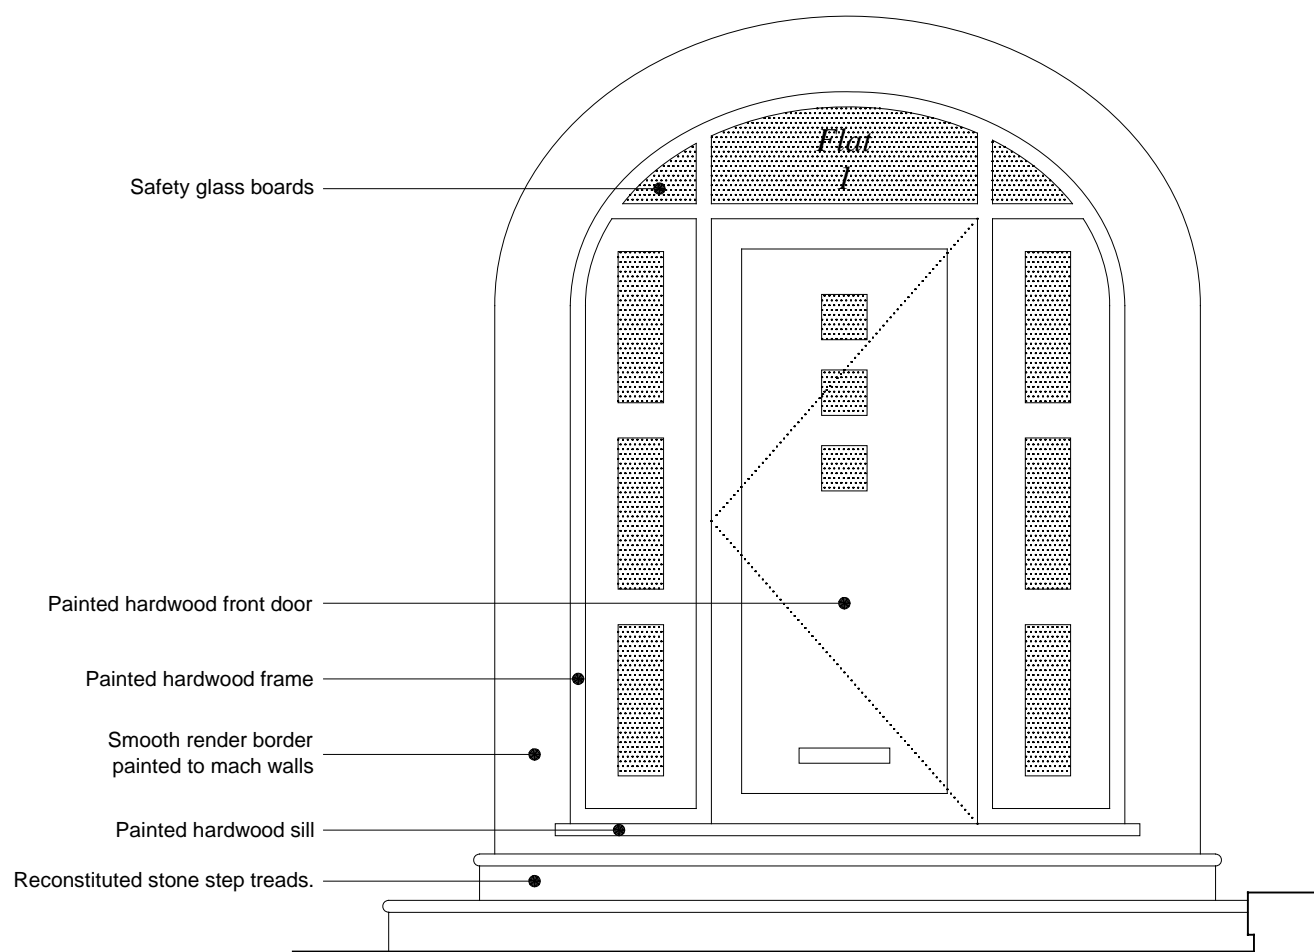 Flat
1
Safety glass boards
Painted hardwood front door
Painted hardwood frame
Smooth render border
painted to mach walls
Painted hardwood sill
Reconstituted stone step treads.